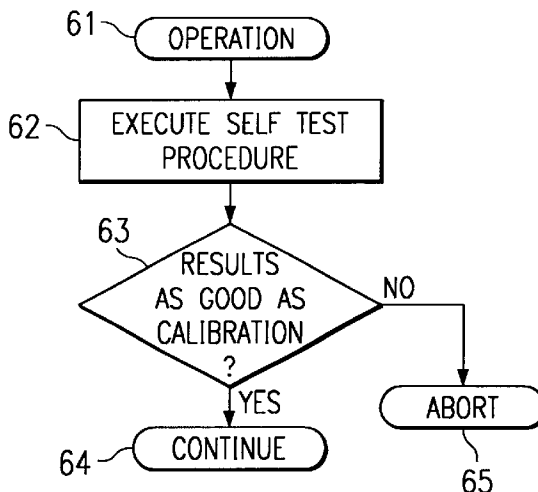 61
OPERATION
62
EXECUTE SELF TEST
PROCEDURE
63
RESULTS
AS GOOD AS
CALIBRATION
?
NO
YES
64
CONTINUE
ABORT
65